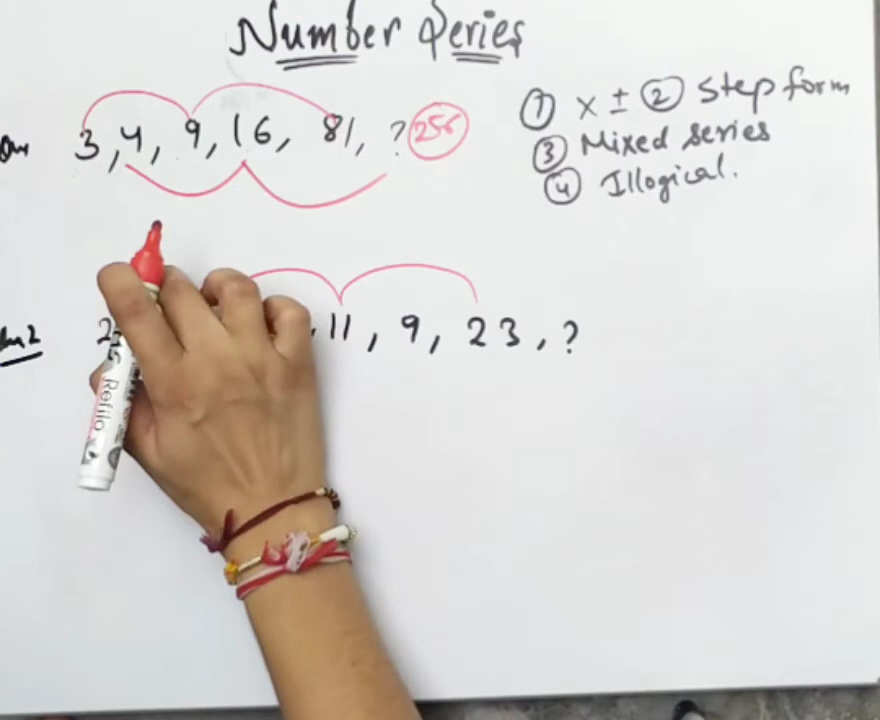 Number Series
3, 4, 9, 16, 81, ? 256
① × ± ② Step form
③ Mixed series
④ Illogical.
2 , 11, 9, 23, ?
Refilo